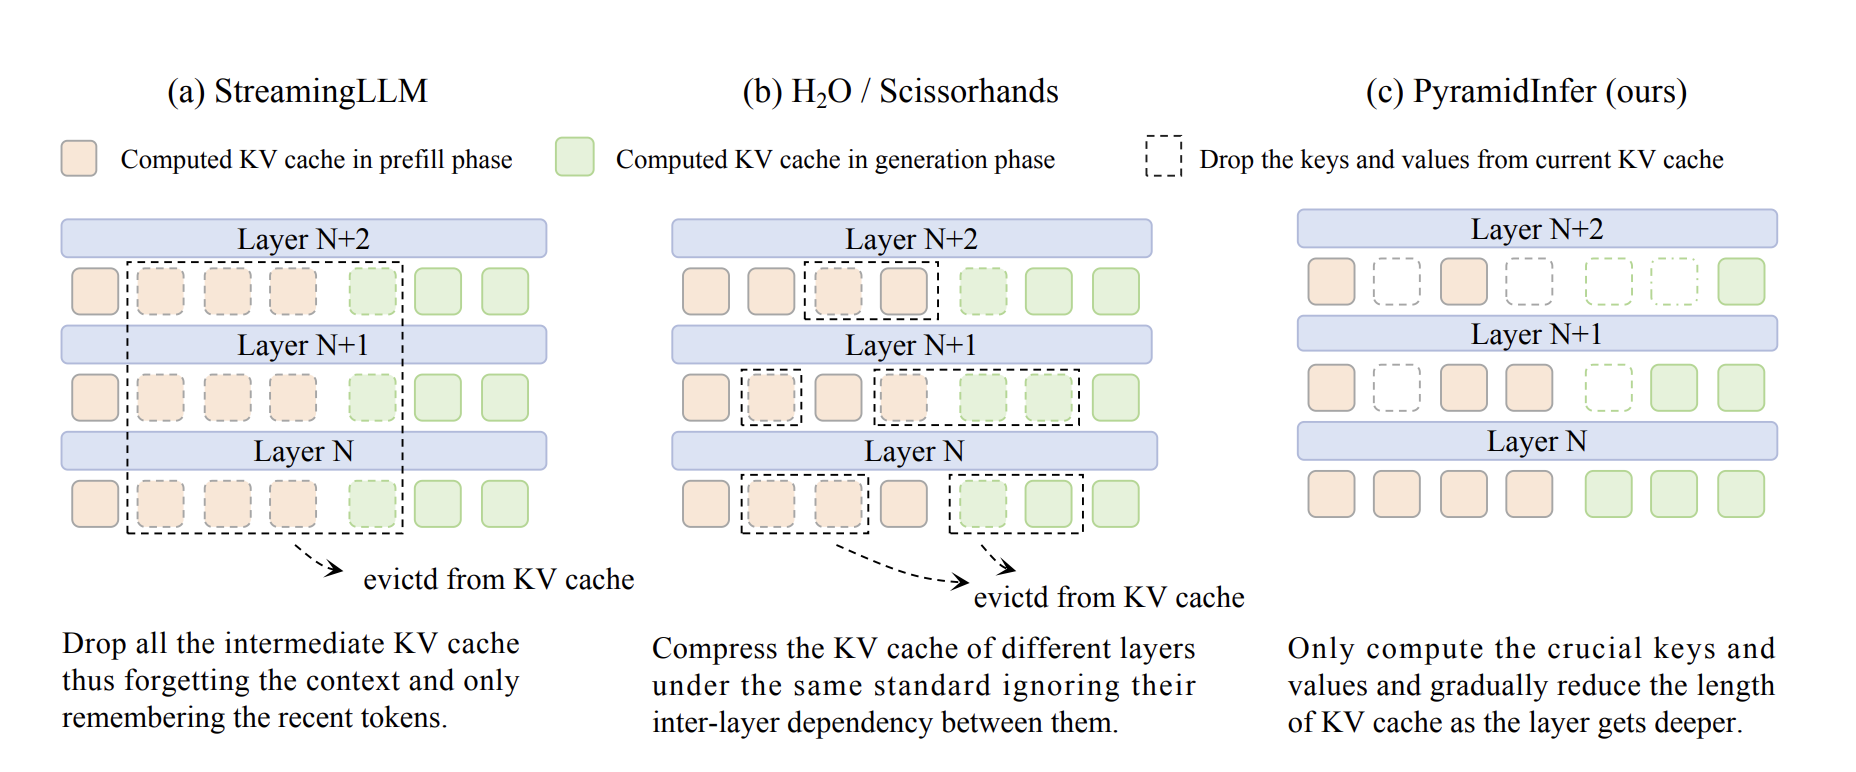 (a) StreamingLLM
(b) H₂O / Scissorhands
(c) PyramidInfer (ours)
Computed KV cache in prefill phase
Computed KV cache in generation phase
Drop the keys and values from current KV cache
Layer N+2
Layer N+1
Layer N
evictd from KV cache
Drop all the intermediate KV cache
thus forgetting the context and only
remembering the recent tokens.
Layer N+2
Layer N+1
Layer N
evictd from KV cache
Compress the KV cache of different layers
under the same standard ignoring their
inter-layer dependency between them.
Layer N+2
Layer N+1
Layer N
Only compute the crucial keys and
values and gradually reduce the length
of KV cache as the layer gets deeper.